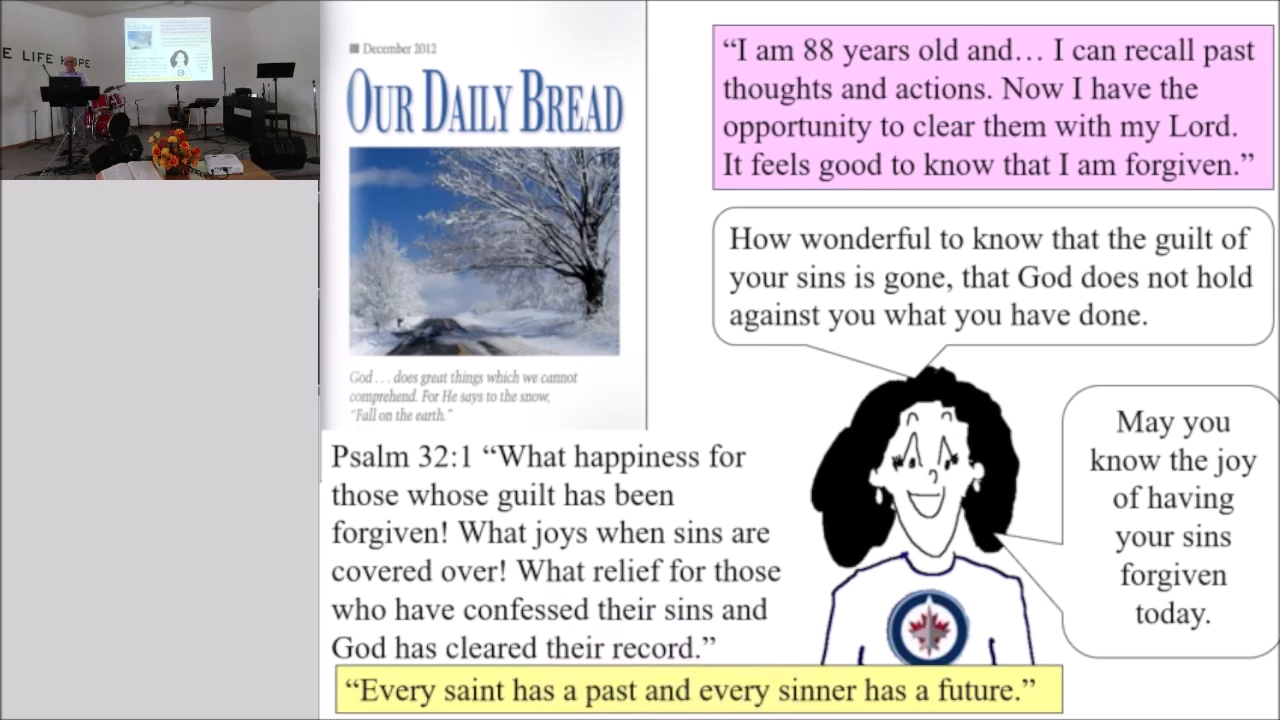 E LIFE HOPE
December 2012
OUR DAILY BREAD
God . . . does great things which we cannot
comprehend. For He says to the snow,
“Fall on the earth.”
“I am 88 years old and… I can recall past
thoughts and actions. Now I have the
opportunity to clear them with my Lord.
It feels good to know that I am forgiven.”
How wonderful to know that the guilt of
your sins is gone, that God does not hold
against you what you have done.
May you
know the joy
of having
your sins
forgiven
today.
Psalm 32:1 “What happiness for
those whose guilt has been
forgiven! What joys when sins are
covered over! What relief for those
who have confessed their sins and
God has cleared their record.”
“Every saint has a past and every sinner has a future.”